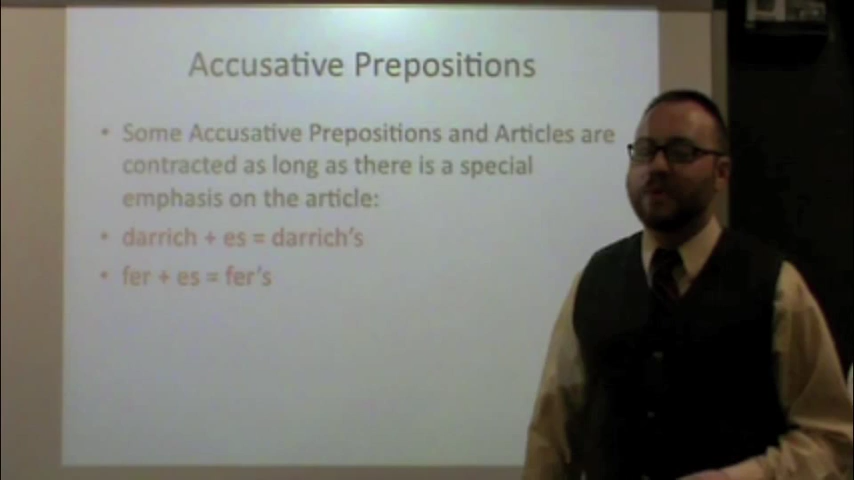 Accusative Prepositions
• Some Accusative Prepositions and Articles are
contracted as long as there is a special
emphasis on the article:
• darrich + es = darrich's
• fer + es = fer's